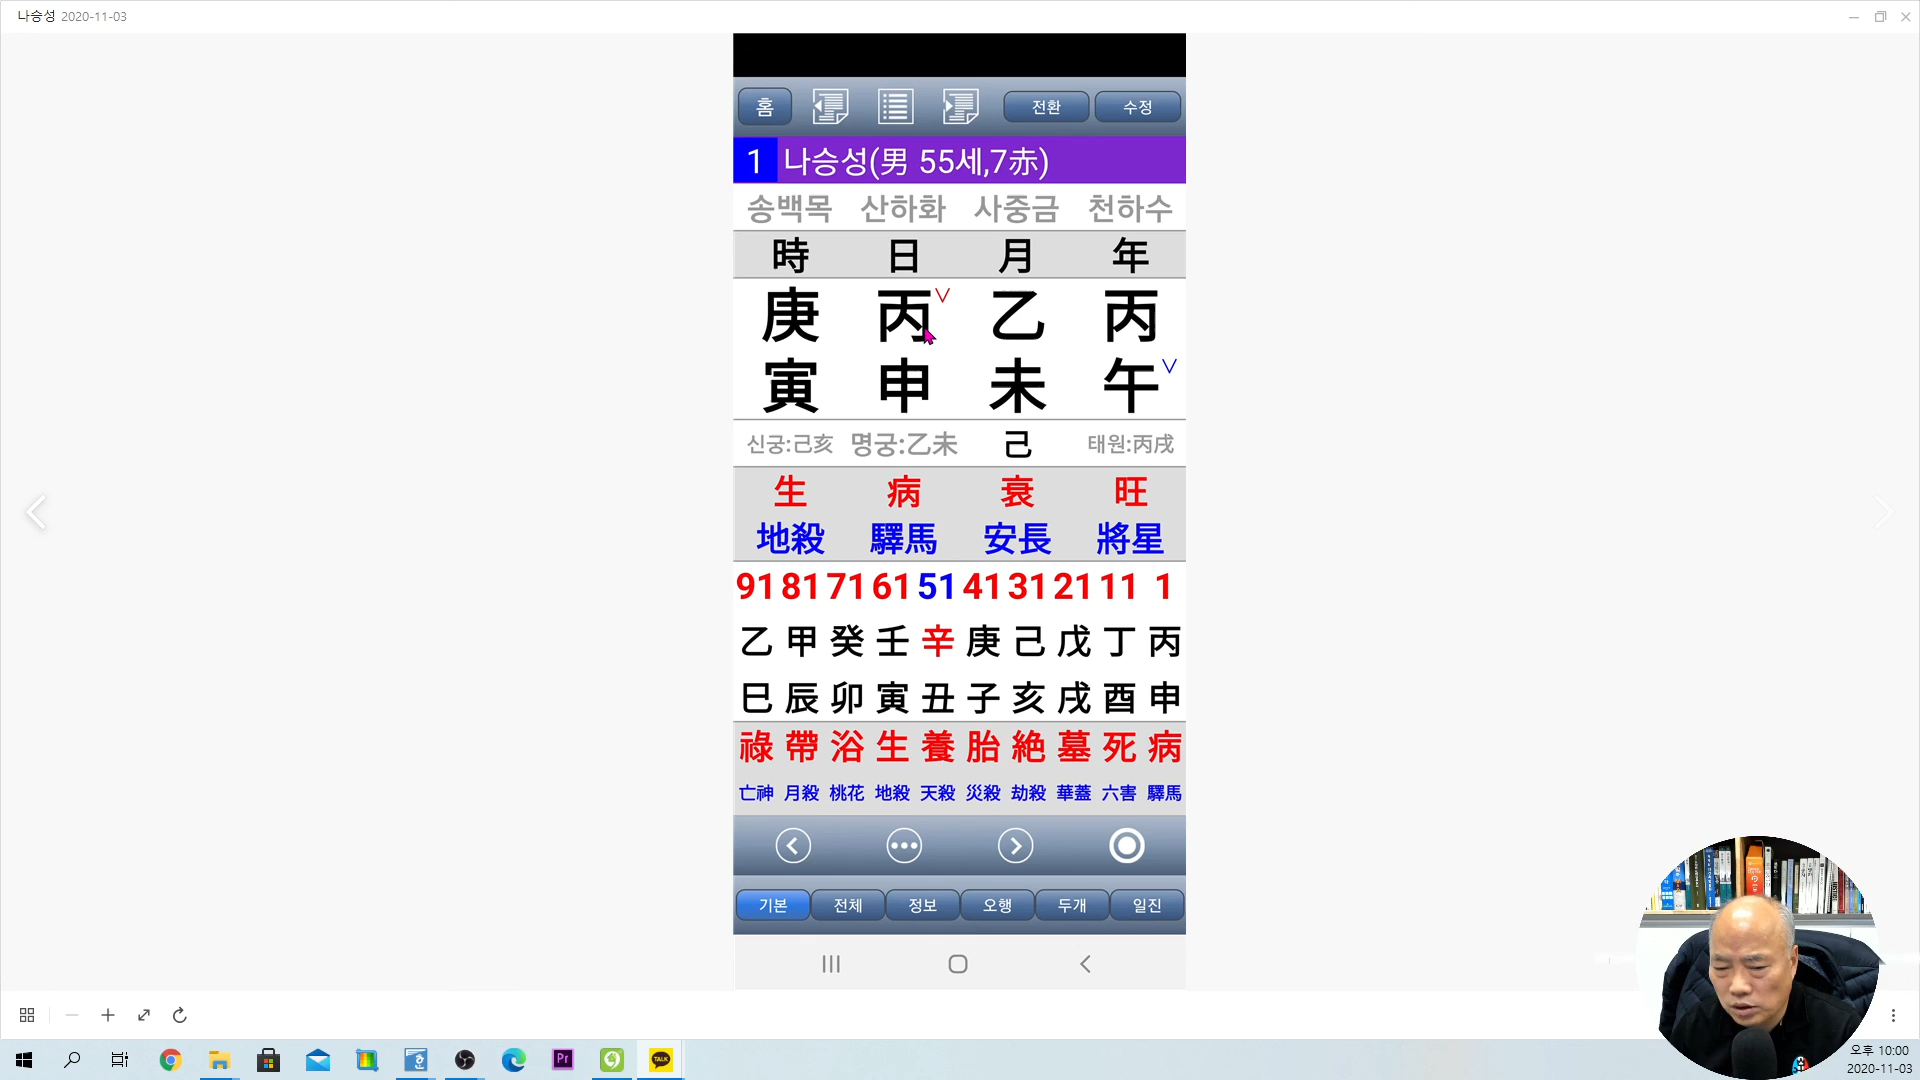 나승성 2020-11-03
홈 전환 수정
1 나승성(男 55세,7赤)
송백목 산하화 사중금 천하수
時 日 月 年
庚 丙 乙 丙
寅 申 未 午
신궁:己亥 명궁:乙未 己 태원:丙戌
生 病 衰 旺
地殺 驛馬 安長 將星
91 81 71 61 51 41 31 21 11 1
乙 甲 癸 壬 辛 庚 己 戊 丁 丙
巳 辰 卯 寅 丑 子 亥 戌 酉 申
祿 帶 浴 生 養 胎 絶 墓 死 病
亡神 月殺 桃花 地殺 天殺 災殺 劫殺 華蓋 六害 驛馬
기본 전체 정보 오행 두개 일진
Pr
TALK
오후 10:00
2020-11-03